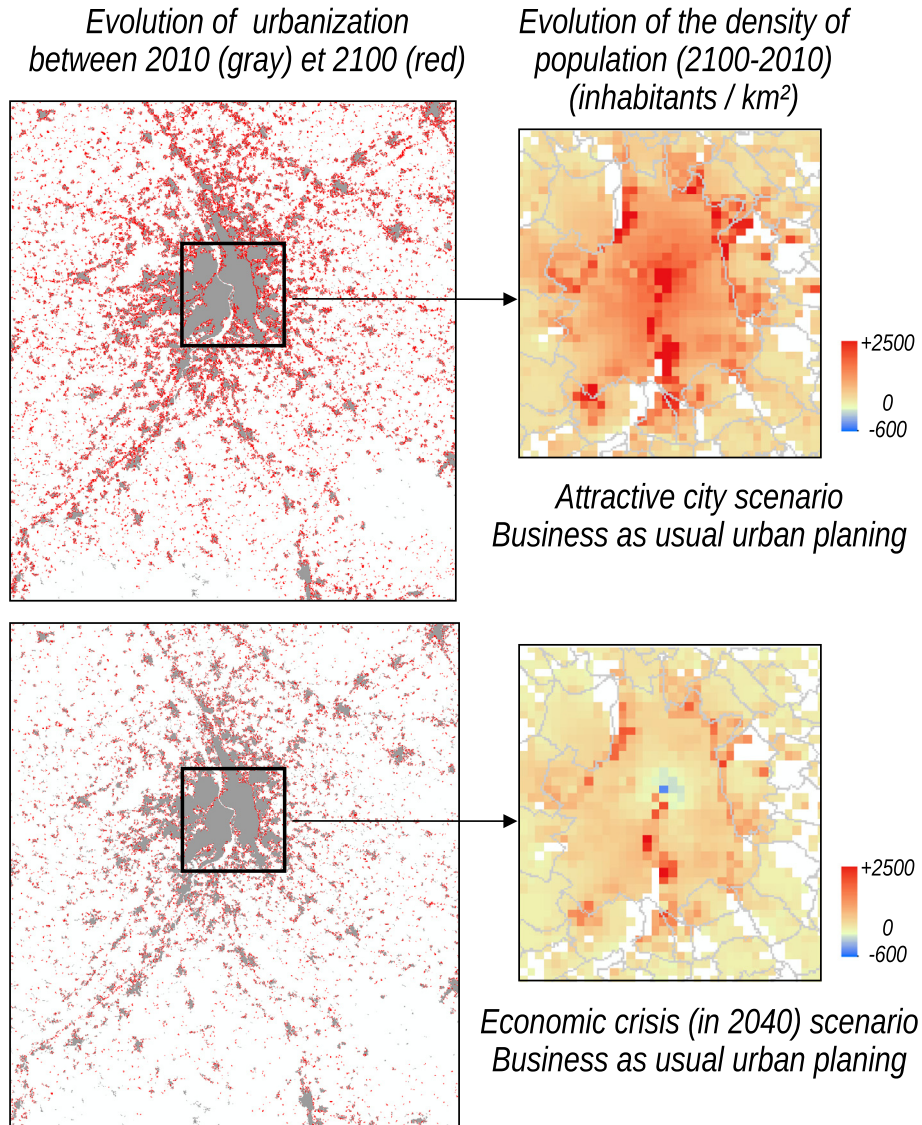 Evolution of urbanization
between 2010 (gray) et 2100 (red)
Evolution of the density of
population (2100-2010)
(inhabitants / km²)
+2500
0
-600
Attractive city scenario
Business as usual urban planing
+2500
0
-600
Economic crisis (in 2040) scenario
Business as usual urban planing